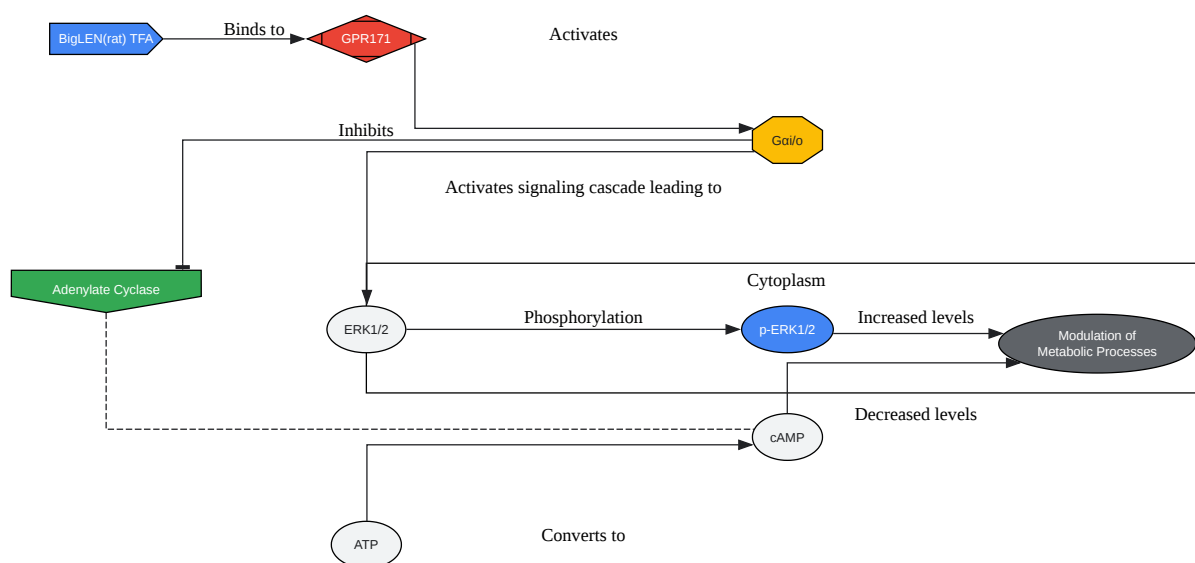 BigLEN(rat) TFA
Binds to
GPR171
Activates
Inhibits
Gαi/o
Activates signaling cascade leading to
Adenylate Cyclase
Cytoplasm
ERK1/2
Phosphorylation
p-ERK1/2
Increased levels
Modulation of
Metabolic Processes
Decreased levels
cAMP
ATP
Converts to